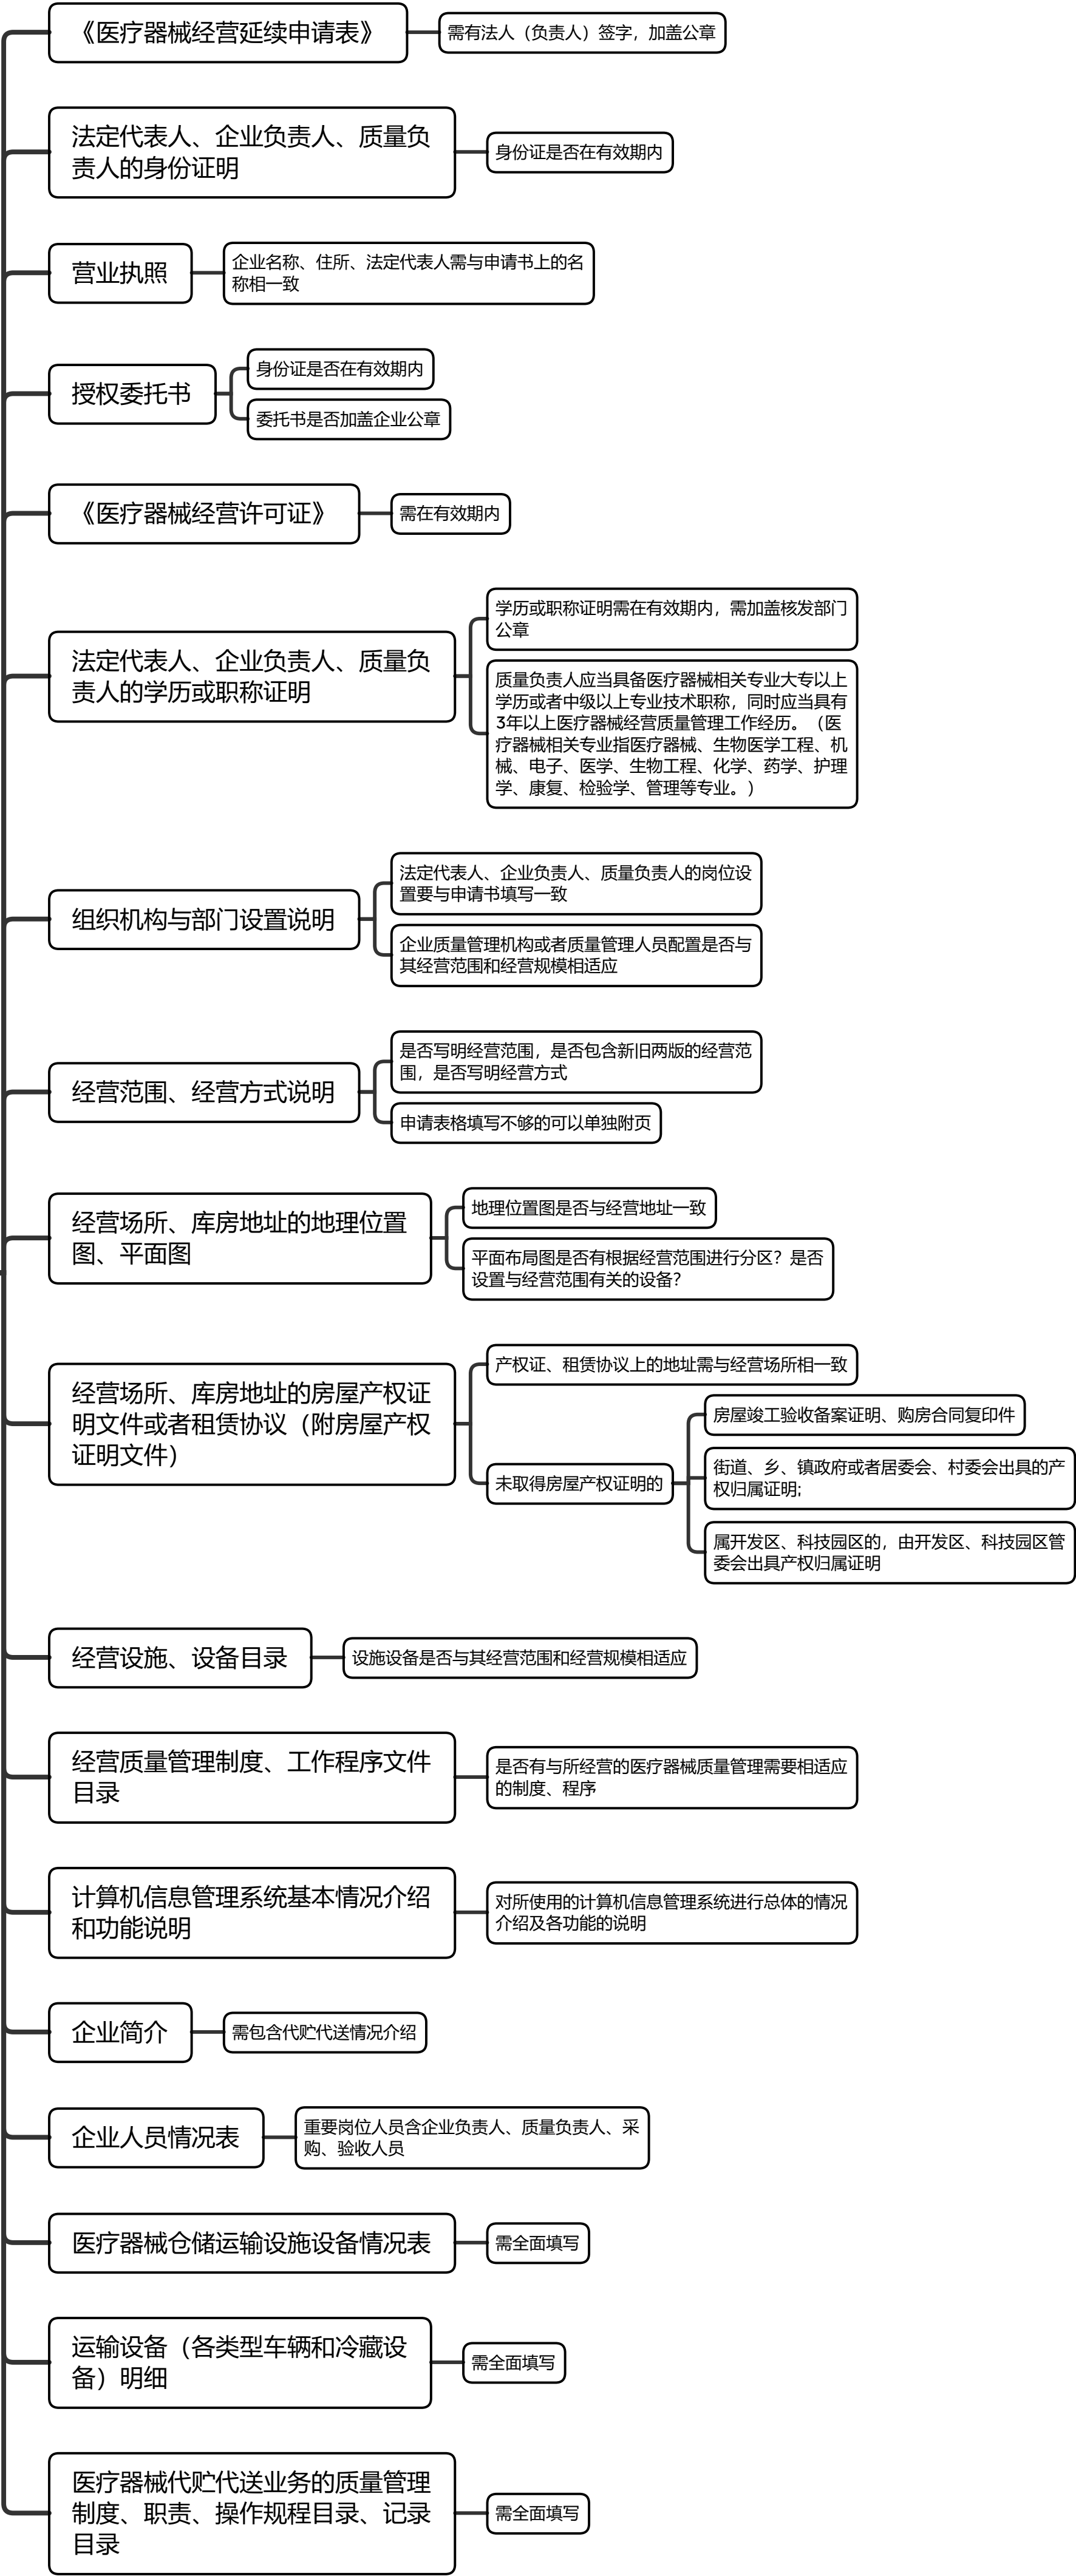 《医疗器械经营延续申请表》
需有法人（负责人）签字，加盖公章
法定代表人、企业负责人、质量负
责人的身份证明
身份证是否在有效期内
营业执照
企业名称、住所、法定代表人需与申请书上的名
称相一致
授权委托书
身份证是否在有效期内
委托书是否加盖企业公章
《医疗器械经营许可证》
需在有效期内
法定代表人、企业负责人、质量负
责人的学历或职称证明
学历或职称证明需在有效期内，需加盖核发部门
公章
质量负责人应当具备医疗器械相关专业大专以上
学历或者中级以上专业技术职称，同时应当具有
3年以上医疗器械经营质量管理工作经历。（医
疗器械相关专业指医疗器械、生物医学工程、机
械、电子、医学、生物工程、化学、药学、护理
学、康复、检验学、管理等专业。）
组织机构与部门设置说明
法定代表人、企业负责人、质量负责人的岗位设
置要与申请书填写一致
企业质量管理机构或者质量管理人员配置是否与
其经营范围和经营规模相适应
经营范围、经营方式说明
是否写明经营范围，是否包含新旧两版的经营范
围，是否写明经营方式
申请表格填写不够的可以单独附页
经营场所、库房地址的地理位置
图、平面图
地理位置图是否与经营地址一致
平面布局图是否有根据经营范围进行分区？是否
设置与经营范围有关的设备？
经营场所、库房地址的房屋产权证
明文件或者租赁协议（附房屋产权
证明文件）
产权证、租赁协议上的地址需与经营场所相一致
未取得房屋产权证明的
房屋竣工验收备案证明、购房合同复印件
街道、乡、镇政府或者居委会、村委会出具的产
权归属证明;
属开发区、科技园区的，由开发区、科技园区管
委会出具产权归属证明
经营设施、设备目录
设施设备是否与其经营范围和经营规模相适应
经营质量管理制度、工作程序文件
目录
是否有与所经营的医疗器械质量管理需要相适应
的制度、程序
计算机信息管理系统基本情况介绍
和功能说明
对所使用的计算机信息管理系统进行总体的情况
介绍及各功能的说明
企业简介
需包含代贮代送情况介绍
企业人员情况表
重要岗位人员含企业负责人、质量负责人、采
购、验收人员
医疗器械仓储运输设施设备情况表
需全面填写
运输设备（各类型车辆和冷藏设
备）明细
需全面填写
医疗器械代贮代送业务的质量管理
制度、职责、操作规程目录、记录
目录
需全面填写